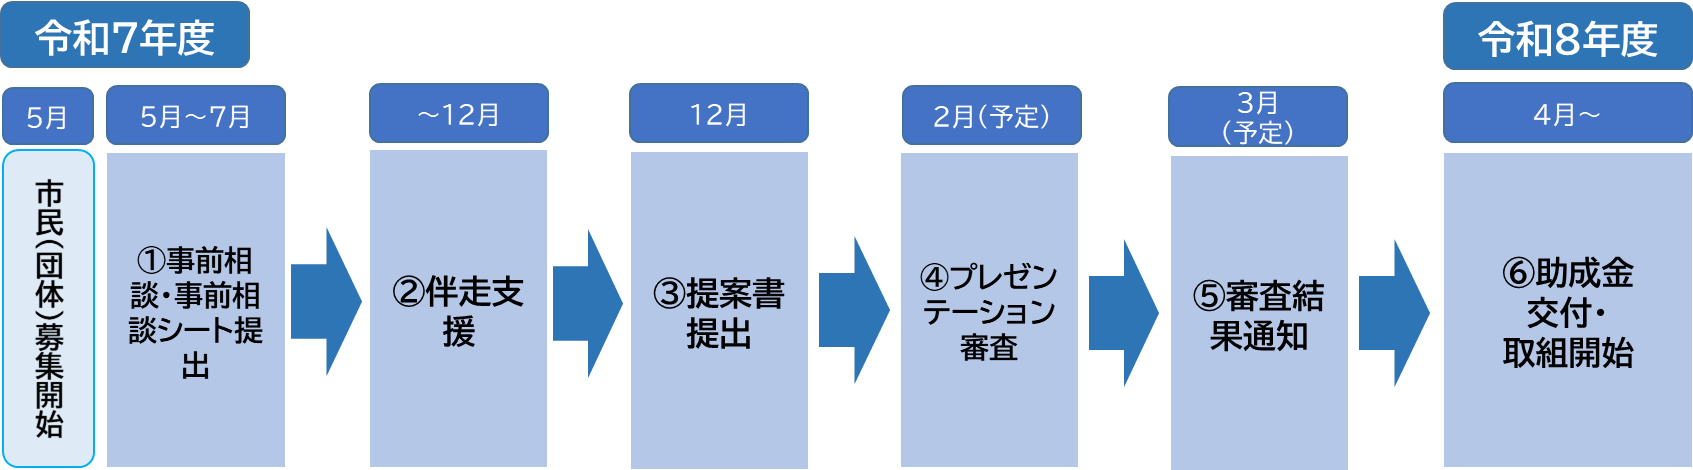 令和7年度
令和8年度
5月
5月～7月
～12月
12月
2月(予定)
3月
(予定)
4月～
市民(団体)募集開始
①事前相
談・事前相
談シート提
出
②伴走支
援
③提案書
提出
④プレゼン
テーション
審査
⑤審査結
果通知
⑥助成金
交付・
取組開始